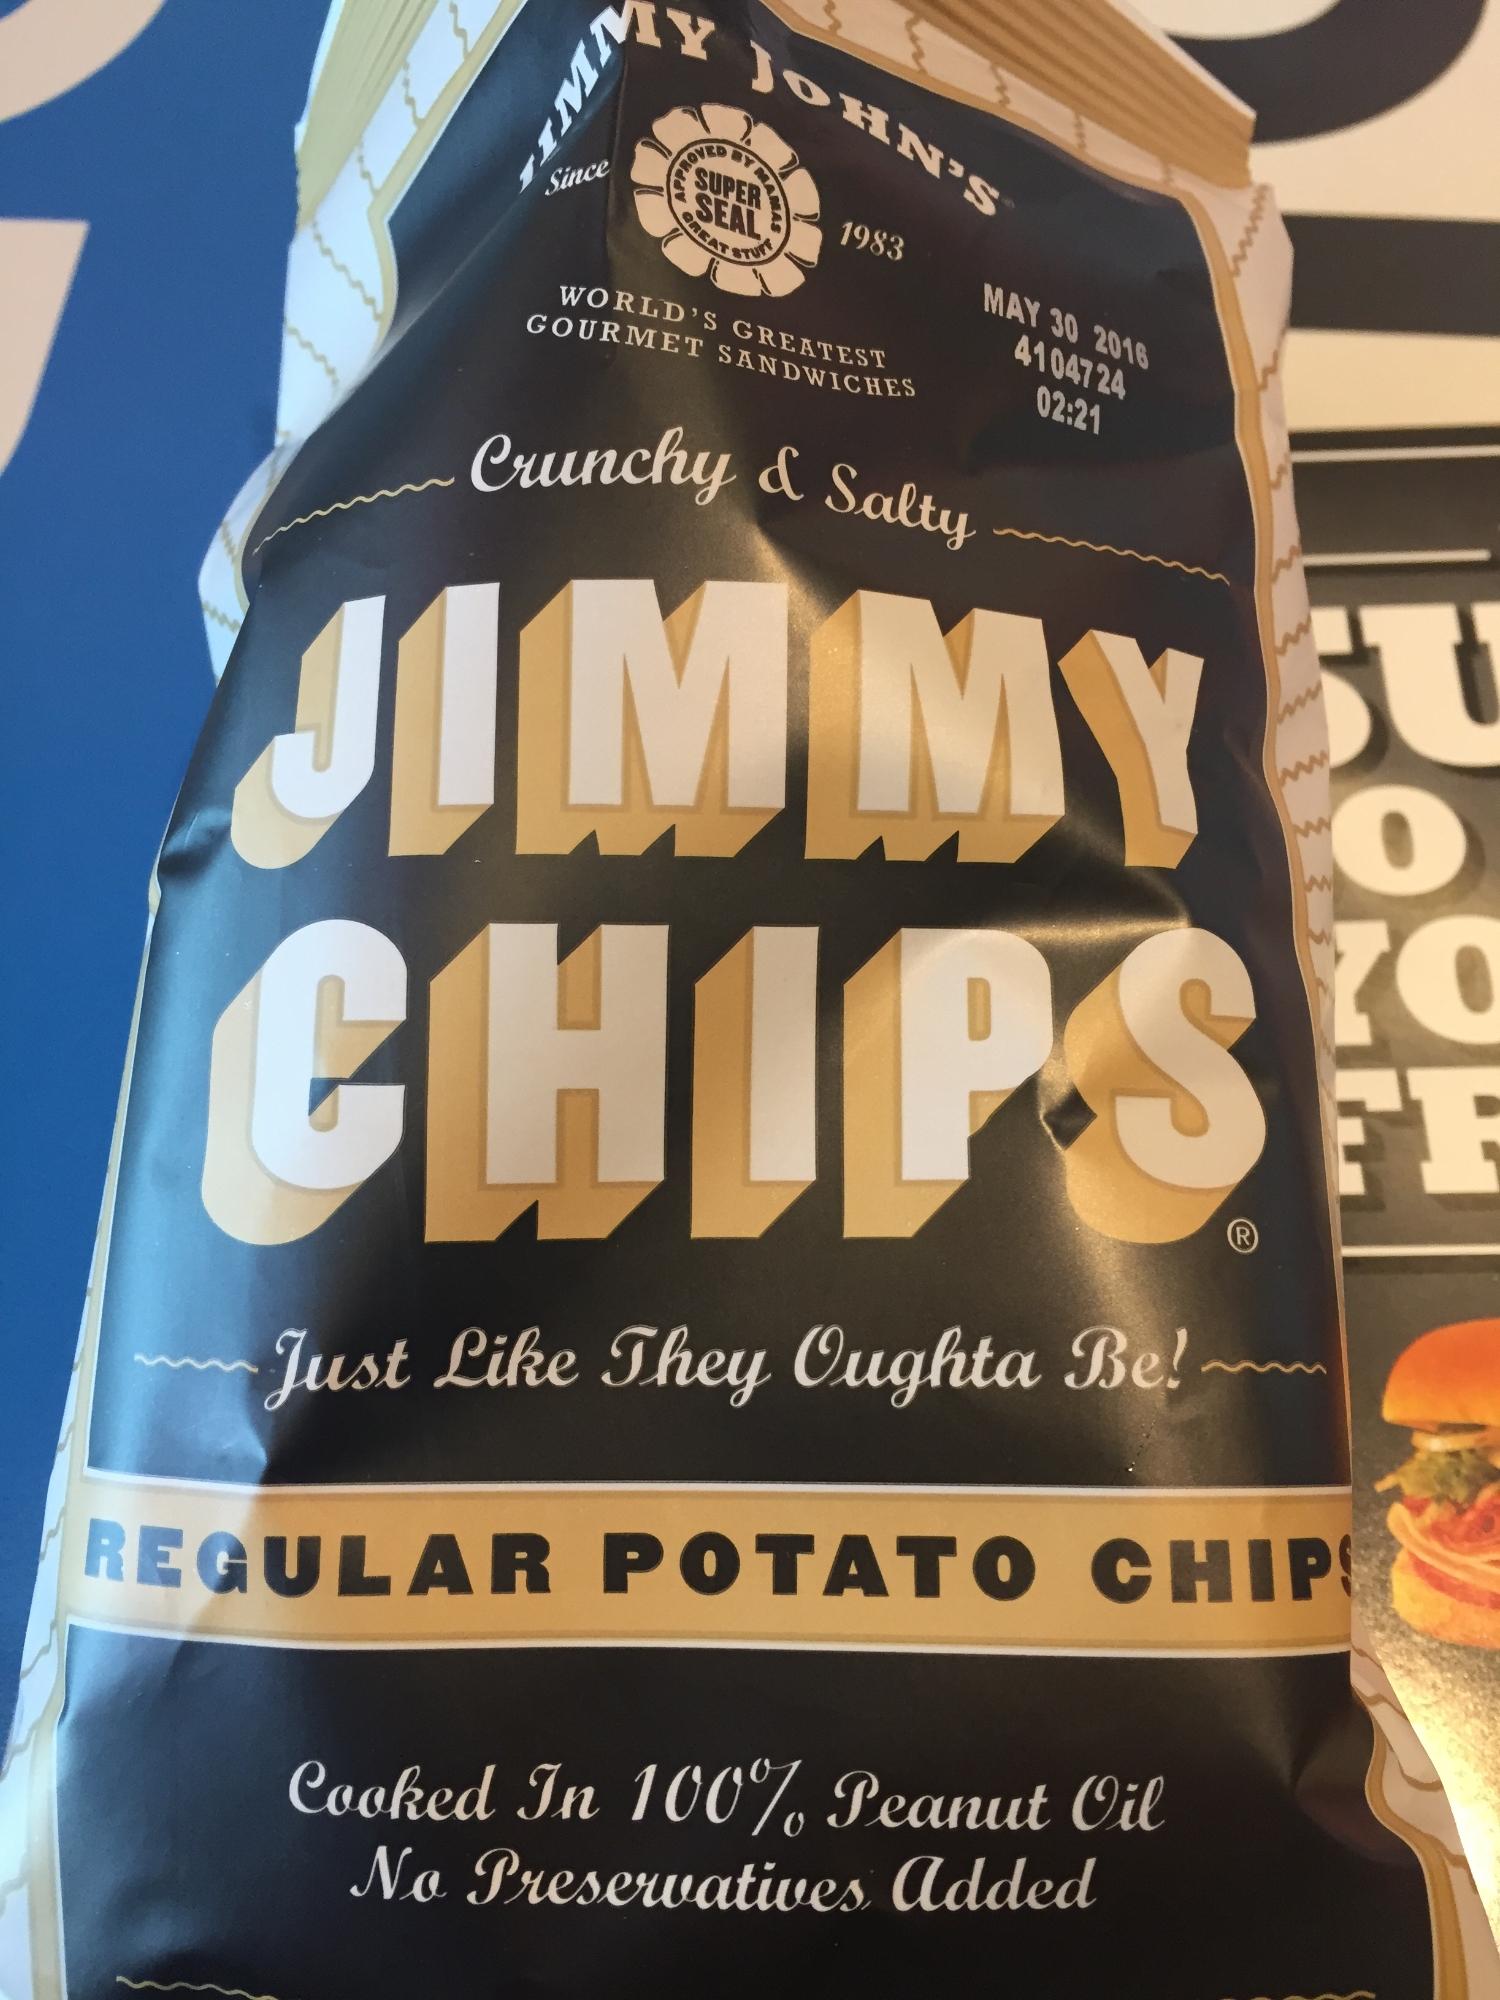 JIMMY JOHN'S
Since 1983
APPROVED BY MAMAS
SUPER
SEAL
GREAT STUFF
WORLD'S GREATEST
GOURMET SANDWICHES
MAY 30 2016
4104724
02:21
Crunchy & Salty
JIMMY
CHIPS®
Just Like They Oughta Be!
REGULAR POTATO CHIPS
Cooked In 100% Peanut Oil
No Preservatives Added